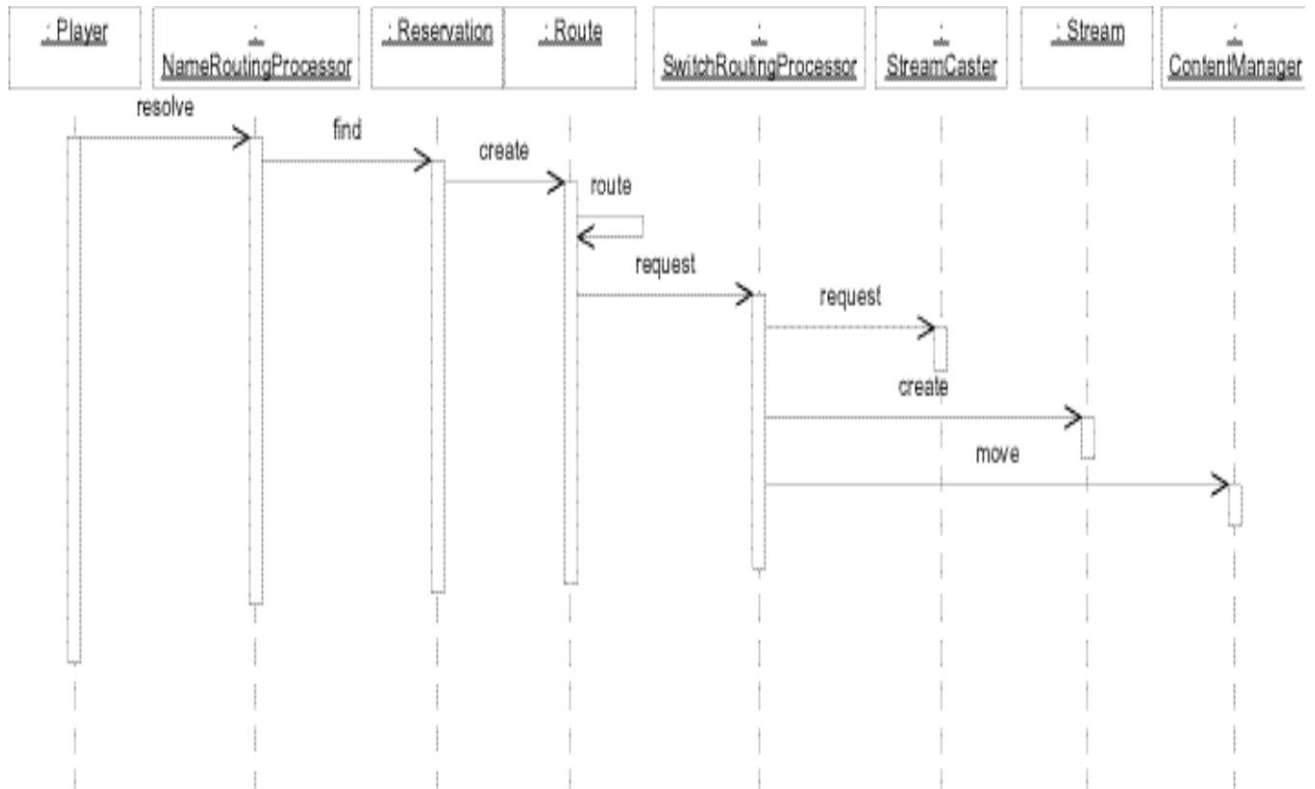 : Player
:
NameRoutingProcessor
: Reservation
: Route
:
SwitchRoutingProcessor
:
StreamCaster
: Stream
:
ContentManager
resolve
find
create
route
request
request
create
move